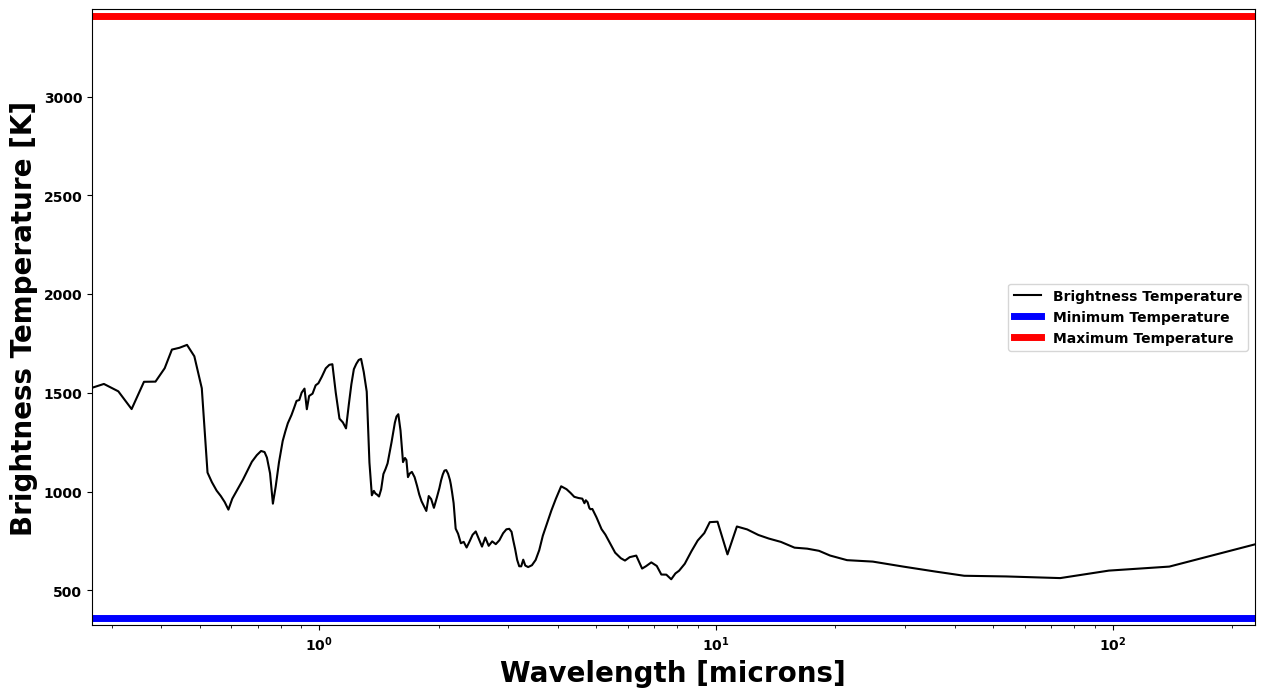 Brightness Temperature [K]
3000
2500
2000
1500
1000
500
Brightness Temperature
Minimum Temperature
Maximum Temperature
10⁰
10¹
10²
Wavelength [microns]